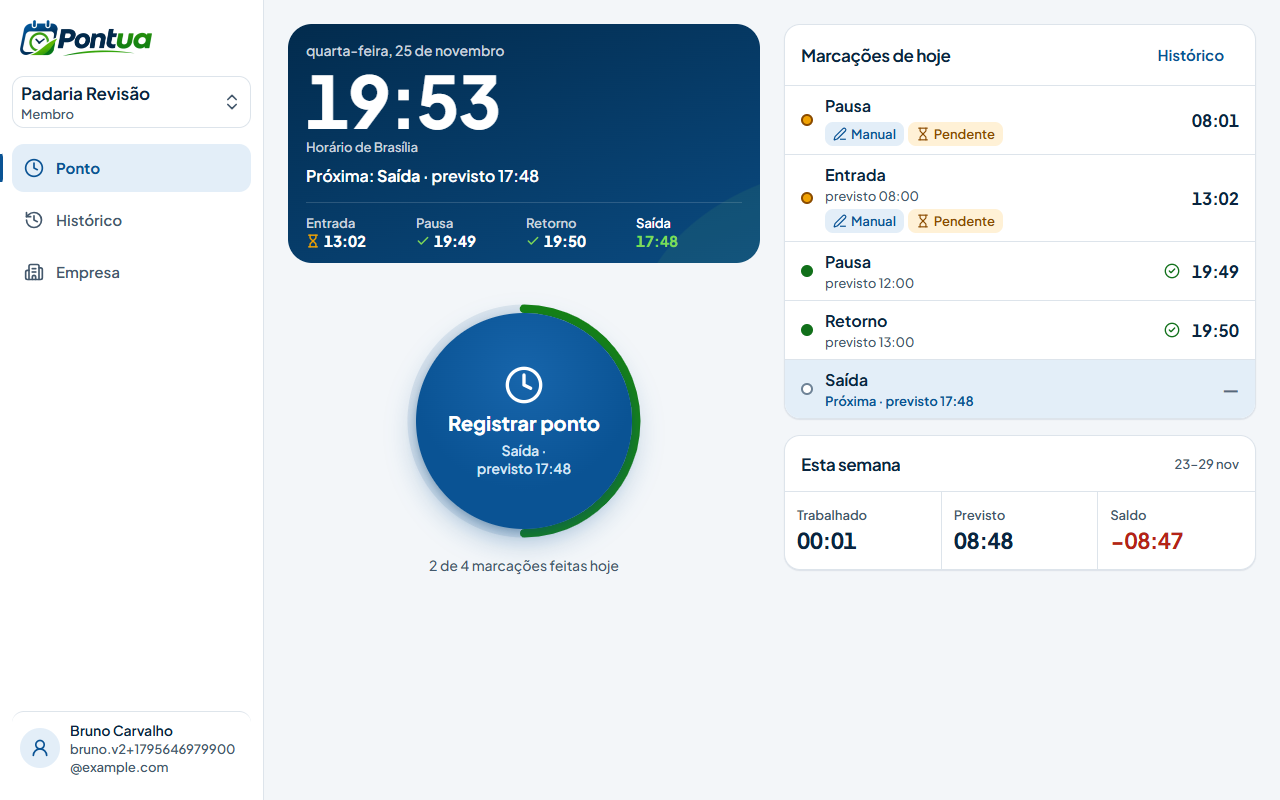 Pontua
Padaria Revisão
Membro
Ponto
Histórico
Empresa
Bruno Carvalho
bruno.v2+1795646979900
@example.com
quarta-feira, 25 de novembro
19:53
Horário de Brasília
Próxima: Saída · previsto 17:48
Entrada Pausa Retorno Saída
13:02 19:49 19:50 17:48
Registrar ponto
Saída ·
previsto 17:48
2 de 4 marcações feitas hoje
Marcações de hoje Histórico
Pausa
Manual Pendente
08:01
Entrada
previsto 08:00
Manual Pendente
13:02
Pausa
previsto 12:00
19:49
Retorno
previsto 13:00
19:50
Saída
Próxima · previsto 17:48
—
Esta semana 23–29 nov
Trabalhado Previsto Saldo
00:01 08:48 −08:47